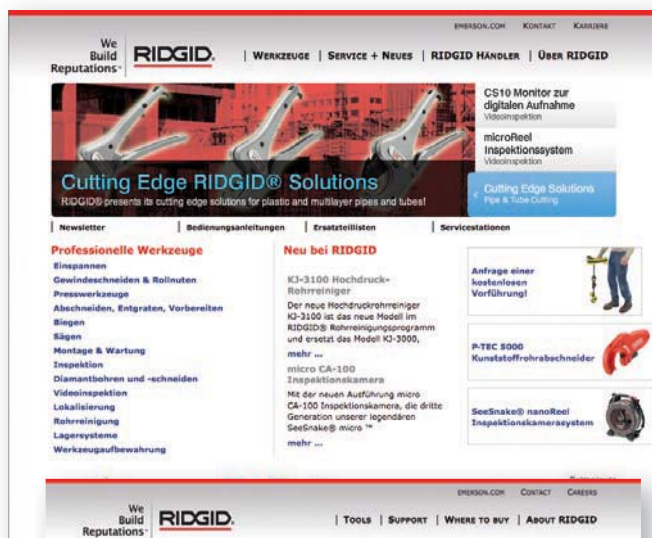 EMERSON.COM KONTAKT KARRIERE
We
Build
Reputations™
RIDGID®
| WERKZEUGE | SERVICE + NEUES | RIDGID HÄNDLER | ÜBER RIDGID
CS10 Monitor zur
digitalen Aufnahme
Videoinspektion
microReel
Inspektionssystem
Videoinspektion
Cutting Edge Solutions
Pipe & Tube Cutting
Cutting Edge RIDGID® Solutions
RIDGID® presents its cutting edge solutions for plastic and multilayer pipes and tubes!
| Newsletter | Bedienungsanleitungen | Ersatzteillisten | Servicestationen
Professionelle Werkzeuge
Einspannen
Gewindeschneiden & Rollnuten
Presswerkzeuge
Abschneiden, Entgraten, Vorbereiten
Biegen
Sägen
Montage & Wartung
Inspektion
Diamantbohren und -schneiden
Videoinspektion
Lokalisierung
Rohrreinigung
Lagersysteme
Werkzeugaufbewahrung
Neu bei RIDGID
KJ-3100 Hochdruck-
Rohrreiniger
Der neue Hochdruckrohrreiniger
KJ-3100 ist das neue Modell im
RIDGID® Rohrreinigungsprogramm
und ersetzt das Modell KJ-3000,
mehr ...
micro CA-100
Inspektionskamera
Mit der neuen Ausführung micro
CA-100 Inspektionskamera, die dritte
Generation unserer legendären
SeeSnake® micro ™
mehr ...
Anfrage einer
kostenlosen
Vorführung!
P-TEC 5000
Kunststoffrohrabschneider
SeeSnake® nanoReel
Inspektionskamerasystem
EMERSON.COM CONTACT CAREERS
We
Build
Reputations™
RIDGID®
| TOOLS | SUPPORT | WHERE TO BUY | ABOUT RIDGID